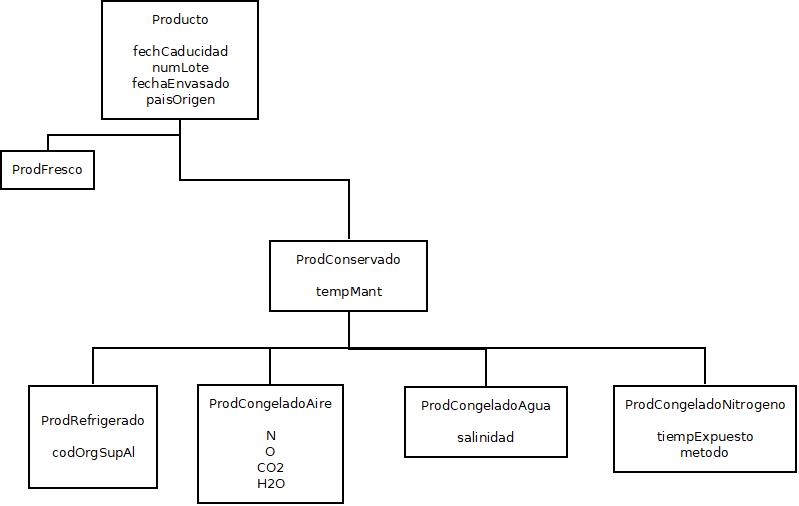 Producto
fechCaducidad
numLote
fechaEnvasado
paisOrigen
ProdFresco
ProdConservado
tempMant
ProdRefrigerado
codOrgSupAl
ProdCongeladoAire
N
O
CO2
H2O
ProdCongeladoAgua
salinidad
ProdCongeladoNitrogeno
tiempExpuesto
metodo